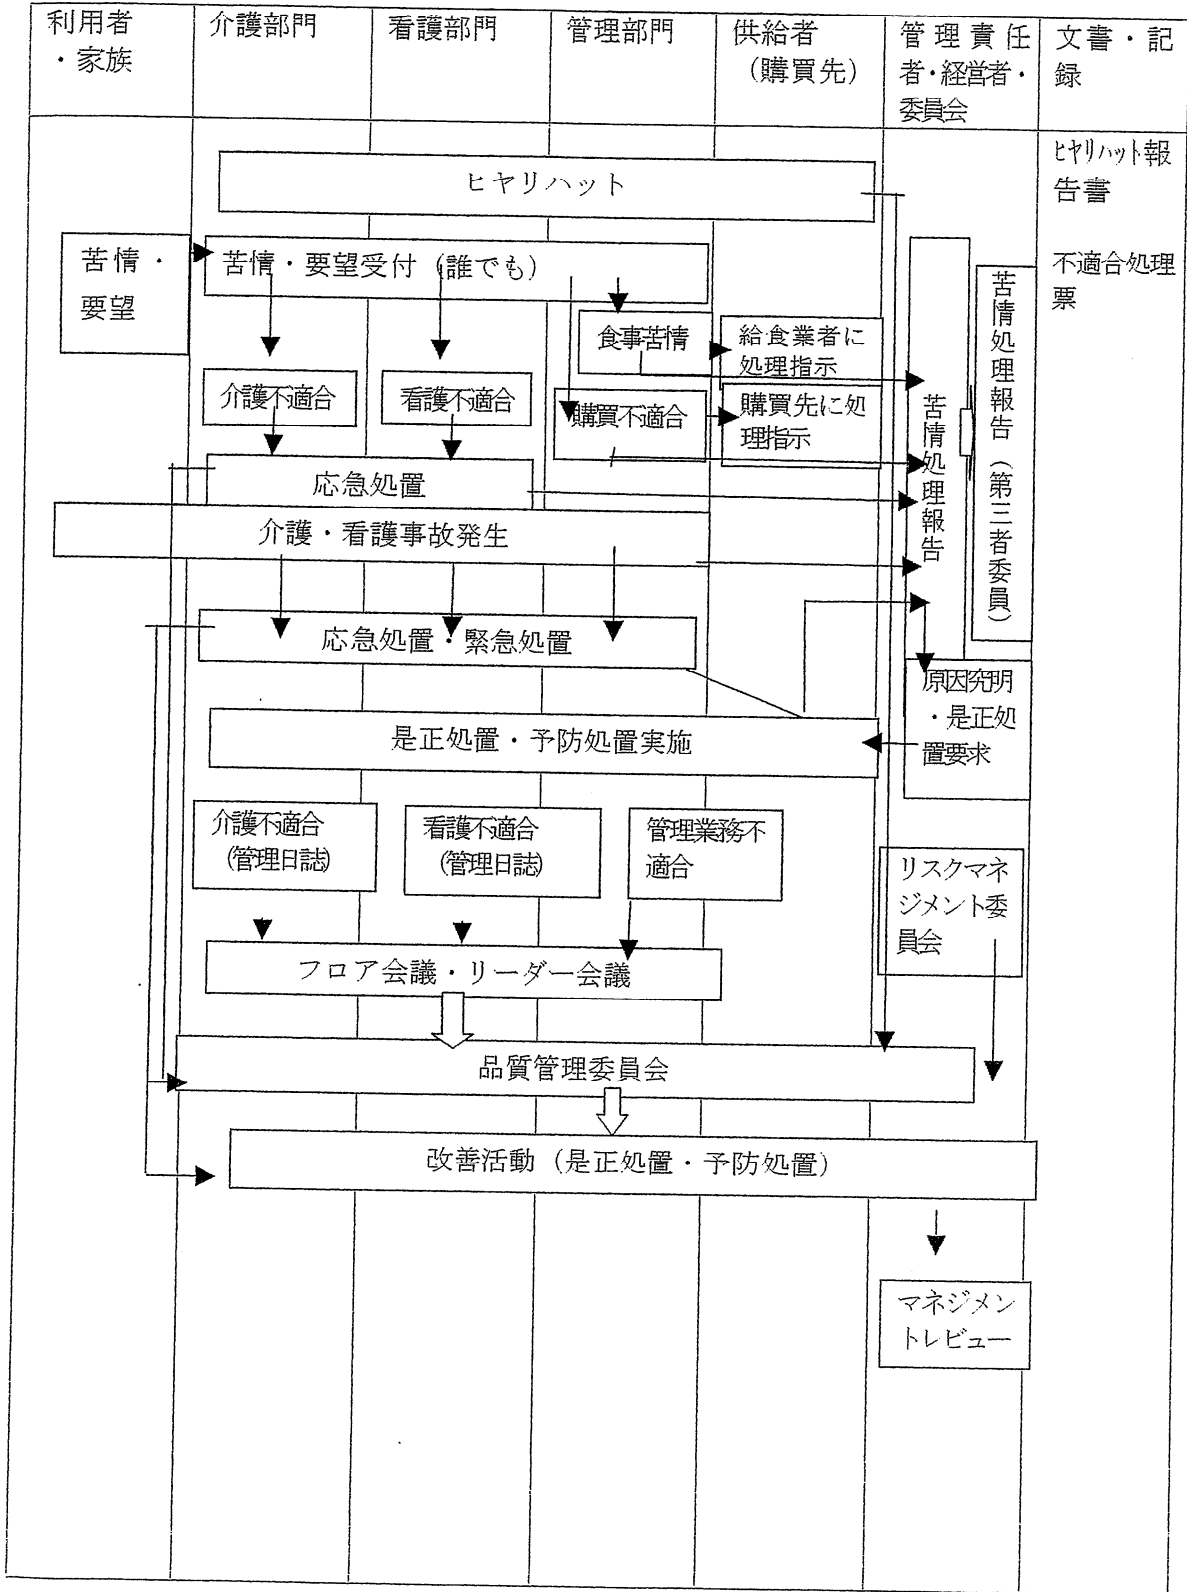 利用者
・家族
介護部門
看護部門
管理部門
供給者
（購買先）
管理責任
者・経営者・
委員会
文書・記
録
ヒヤリハット
ﾋﾔﾘﾊｯﾄ報
告書
不適合処理
票
苦情・
要望
苦情・要望受付（誰でも）
食事苦情
給食業者に
処理指示
介護不適合
看護不適合
購買不適合
購買先に処
理指示
苦情処理報告
苦情処理報告（第三者委員）
応急処置
介護・看護事故発生
応急処置・緊急処置
原因究明
・是正処
置要求
是正処置・予防処置実施
介護不適合
(管理日誌)
看護不適合
(管理日誌)
管理業務不
適合
リスクマネ
ジメント委
員会
フロア会議・リーダー会議
品質管理委員会
改善活動（是正処置・予防処置）
マネジメン
トレビュー